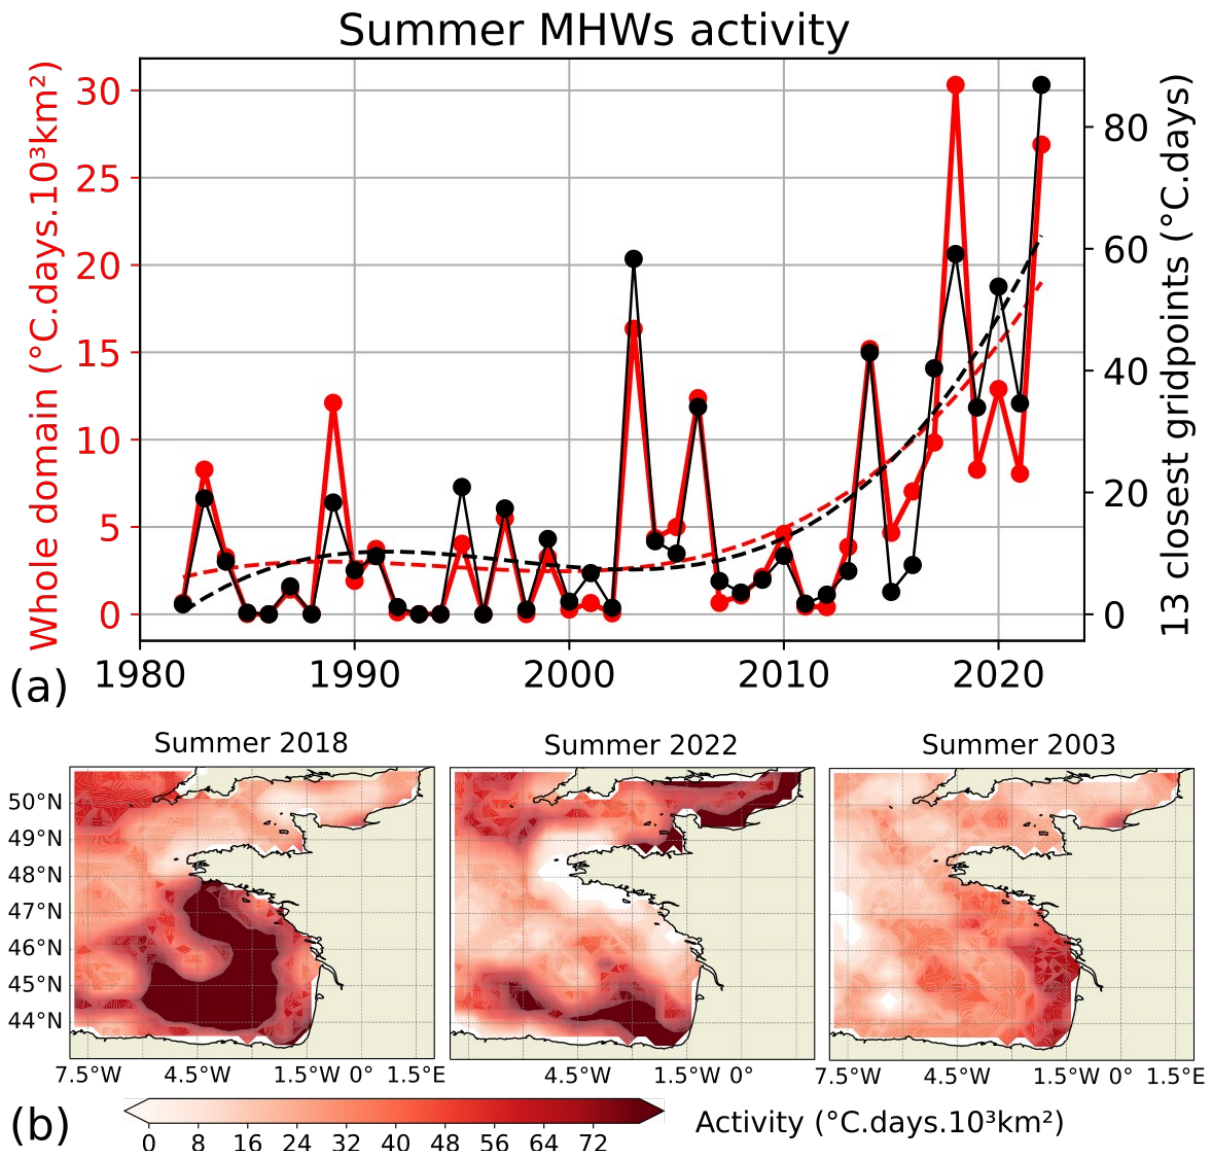 Summer MHWs activity
Whole domain (°C.days.10³km²)
30
25
20
15
10
5
0
80
60
40
20
0
13 closest gridpoints (°C.days)
1980 1990 2000 2010 2020
(a)
Summer 2018 Summer 2022 Summer 2003
50°N
49°N
48°N
47°N
46°N
45°N
44°N
7.5°W 4.5°W 1.5°W 0° 1.5°E 7.5°W 4.5°W 1.5°W 0° 7.5°W 4.5°W 1.5°W 0° 1.5°E
(b)
0 8 16 24 32 40 48 56 64 72
Activity (°C.days.10³km²)